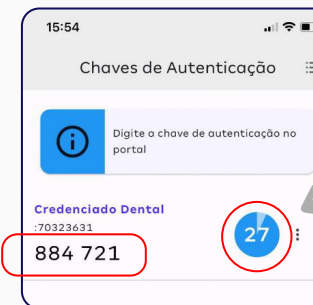 15:54
Chaves de Autenticação
Digite a chave de autenticação no
portal
Credenciado Dental
:70323631
884 721
27